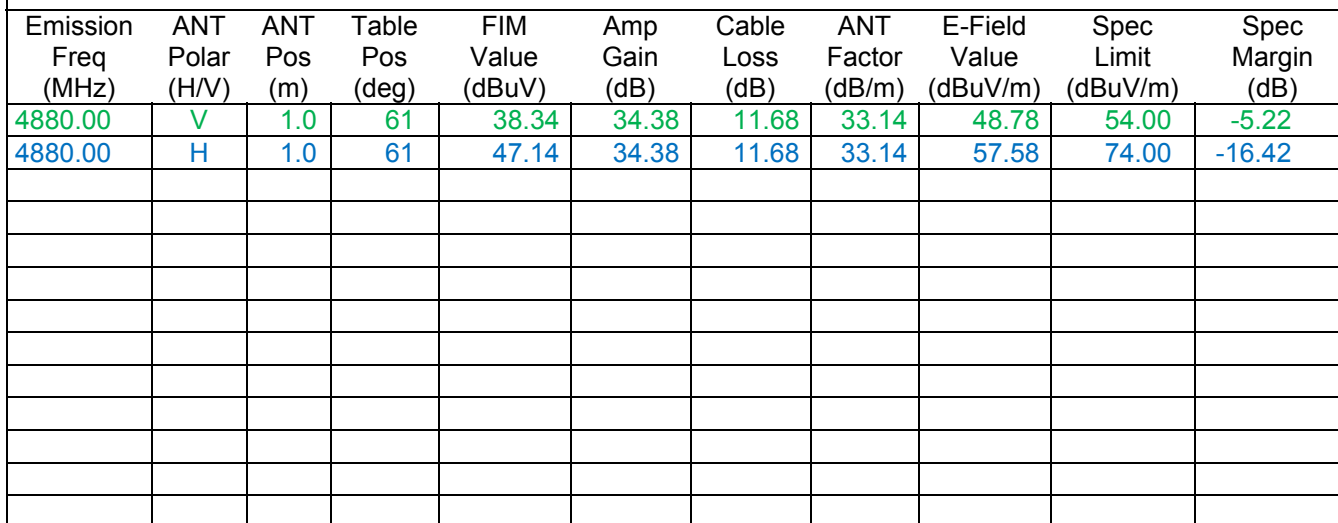 Emission ANT ANT Table FIM Amp Cable ANT E-Field Spec Spec
Freq Polar Pos Pos Value Gain Loss Factor Value Limit Margin
(MHz) (H/V) (m) (deg) (dBuV) (dB) (dB) (dB/m) (dBuV/m) (dBuV/m) (dB)
4880.00 V 1.0 61 38.34 34.38 11.68 33.14 48.78 54.00 -5.22
4880.00 H 1.0 61 47.14 34.38 11.68 33.14 57.58 74.00 -16.42